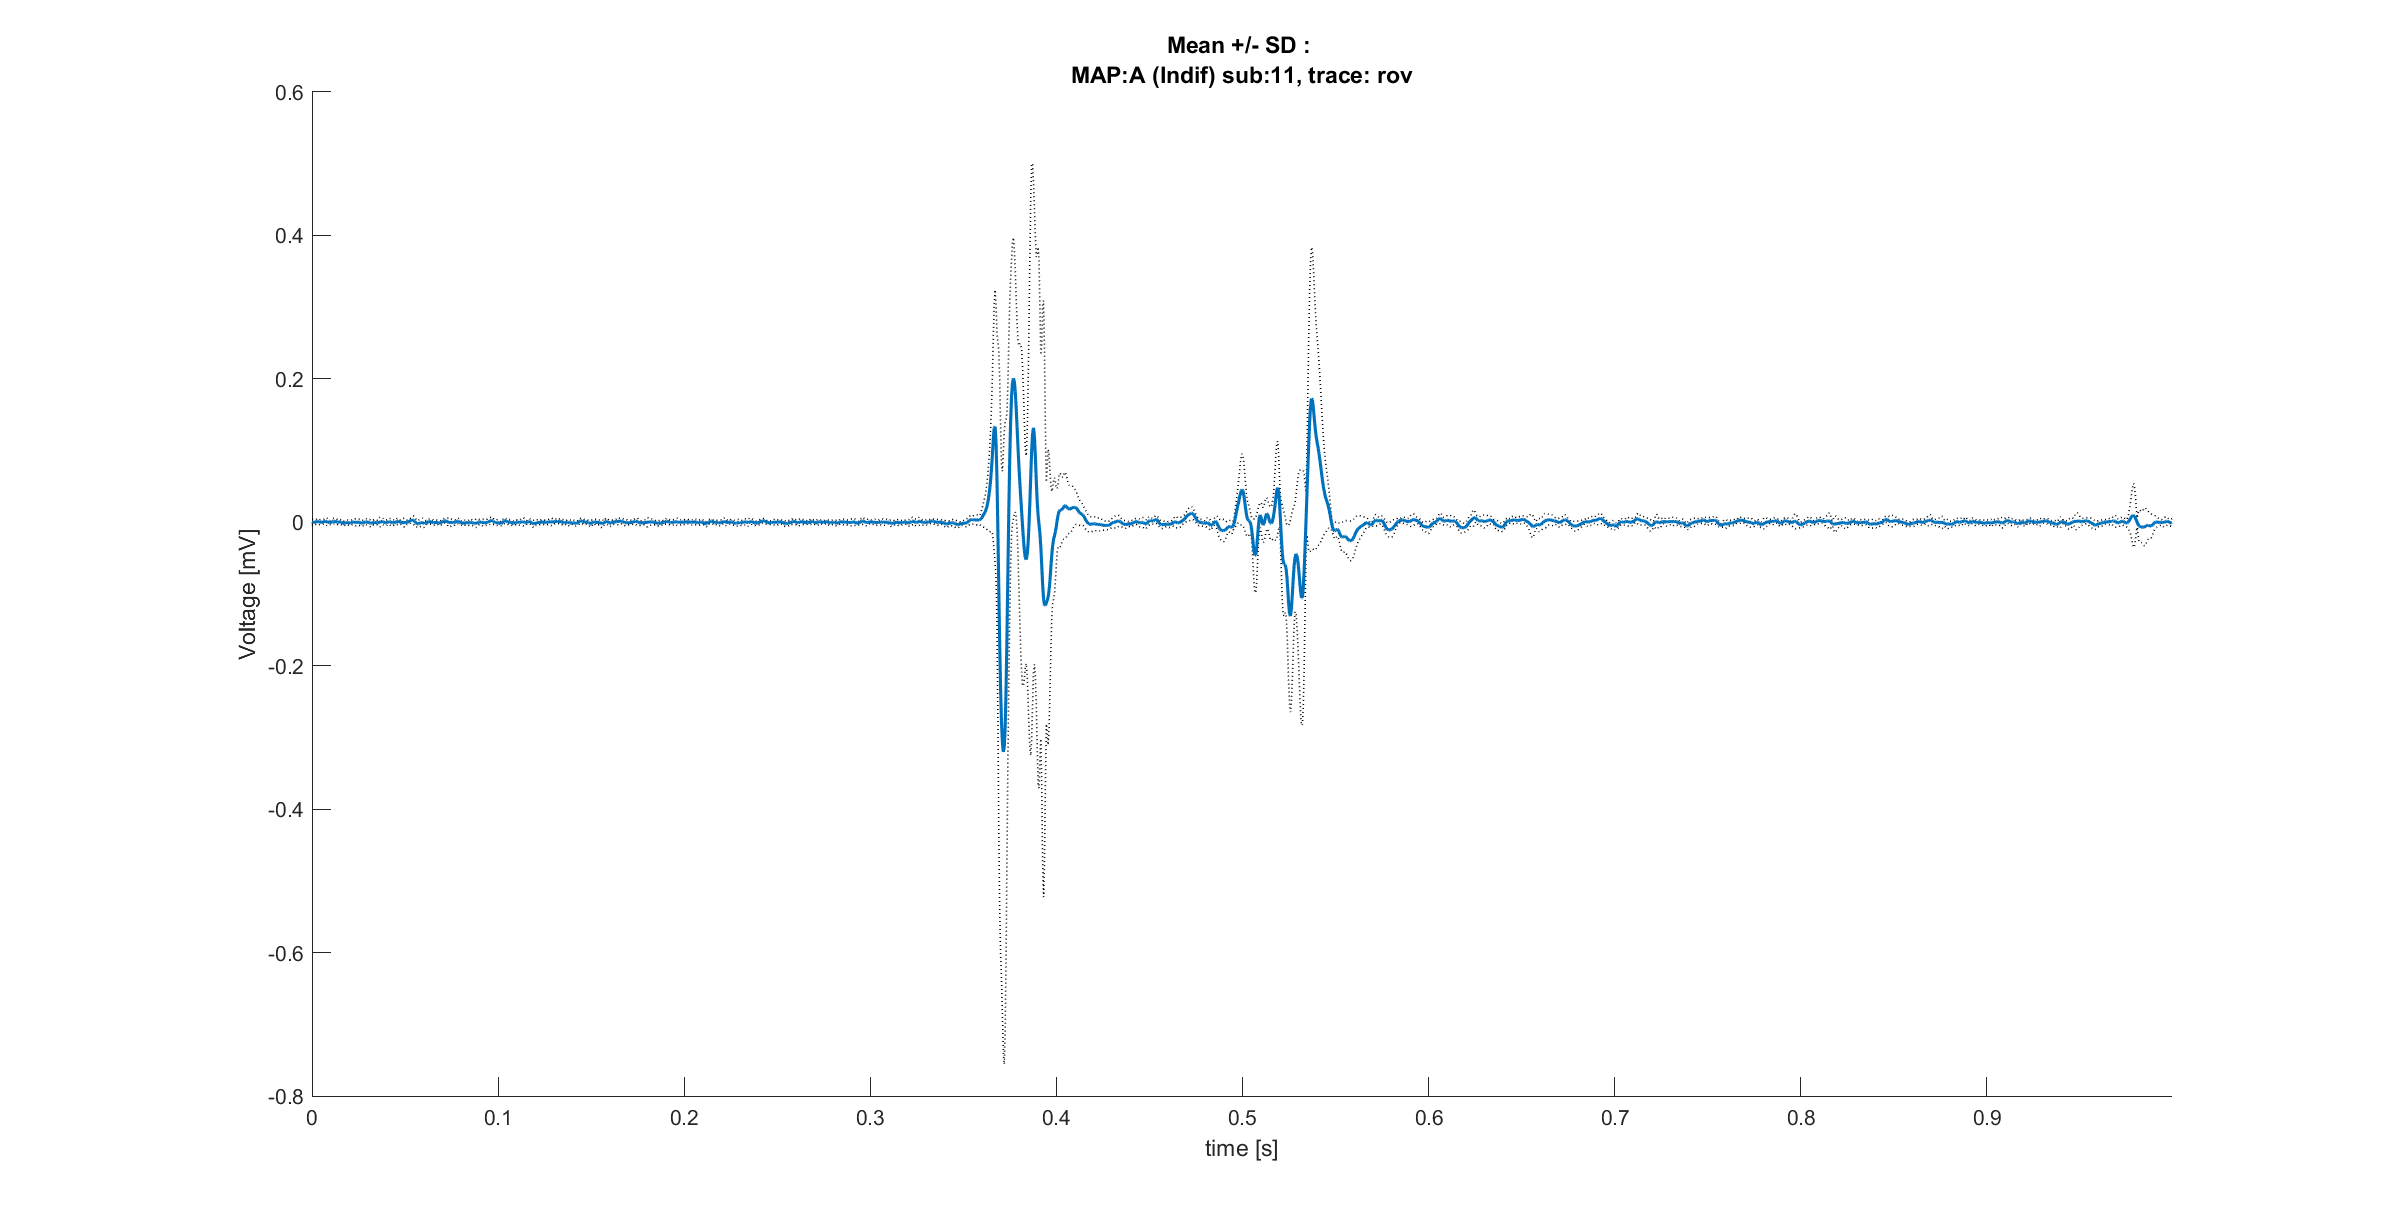 Mean +/- SD :
MAP:A (Indif) sub:11, trace: rov
0.6
0.4
0.2
0
-0.2
-0.4
-0.6
-0.8
Voltage [mV]
0 0.1 0.2 0.3 0.4 0.5 0.6 0.7 0.8 0.9
time [s]